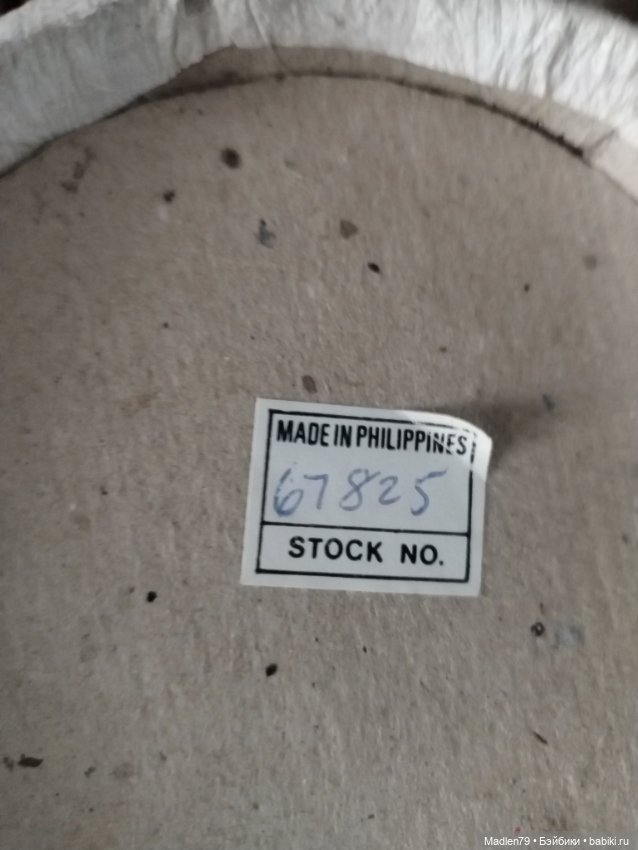 MADE IN PHILIPPINES
67825
STOCK NO.
Madlen79 • Бэйбики • babiki.ru